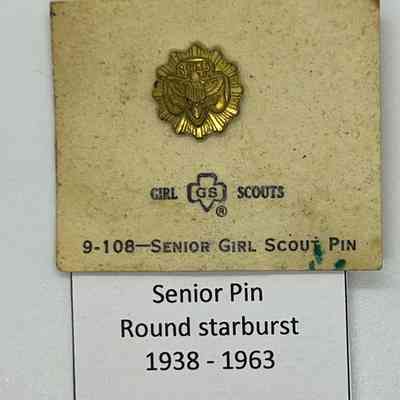 GIRL GS SCOUTS
®
9-108—SENIOR GIRL SCOUT PIN
Senior Pin
Round starburst
1938 - 1963